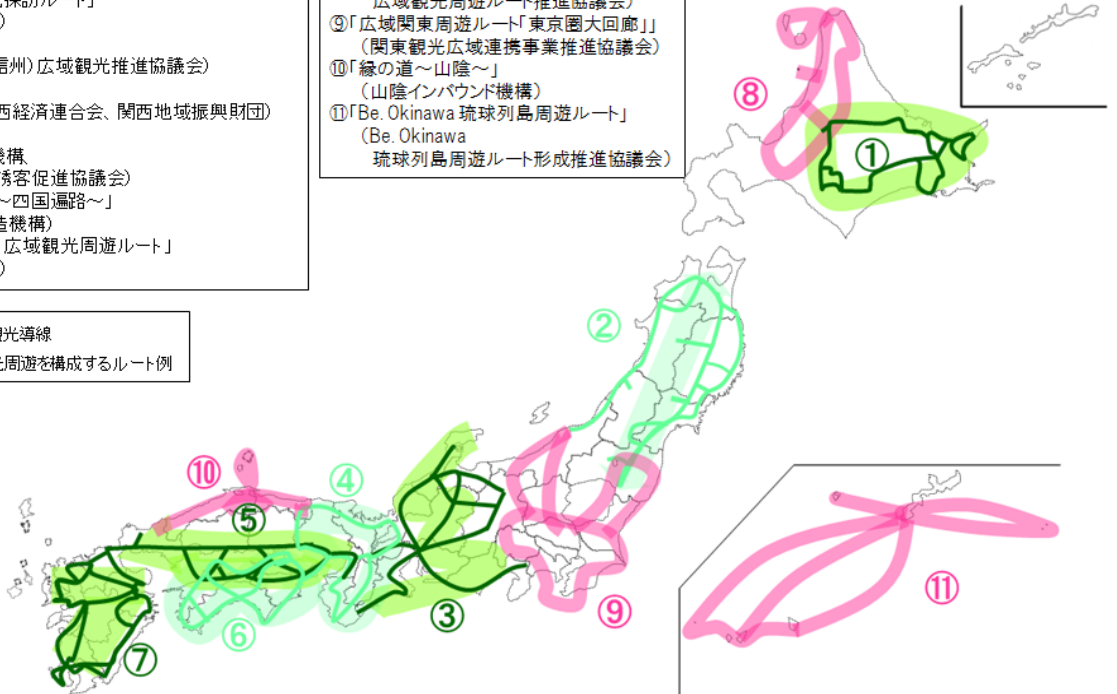 探訪ルート」
)
信州)広域観光推進協議会)
西経済連合会、関西地域振興財団)
機構、
誘客促進協議会)
～四国遍路～」
造機構)
広域観光周遊ルート」
)
観光導線
光周遊を構成するルート例
広域観光周遊ルート推進協議会)
⑨「広域関東周遊ルート「東京圏大回廊」」
(関東観光広域連携事業推進協議会)
⑩「縁の道～山陰～」
(山陰インバウンド機構)
⑪「Be. Okinawa 琉球列島周遊ルート」
(Be. Okinawa
琉球列島周遊ルート形成推進協議会)
⑧
①
②
⑩
④
⑤
③
⑥
⑦
⑨
⑪